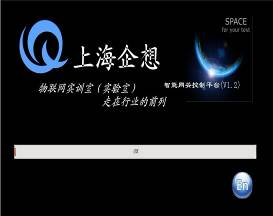 SPACE
for your text
上海企想
物联网实训室（实验室）
智能网关控制平台(V1.2)
走在行业的前列
En